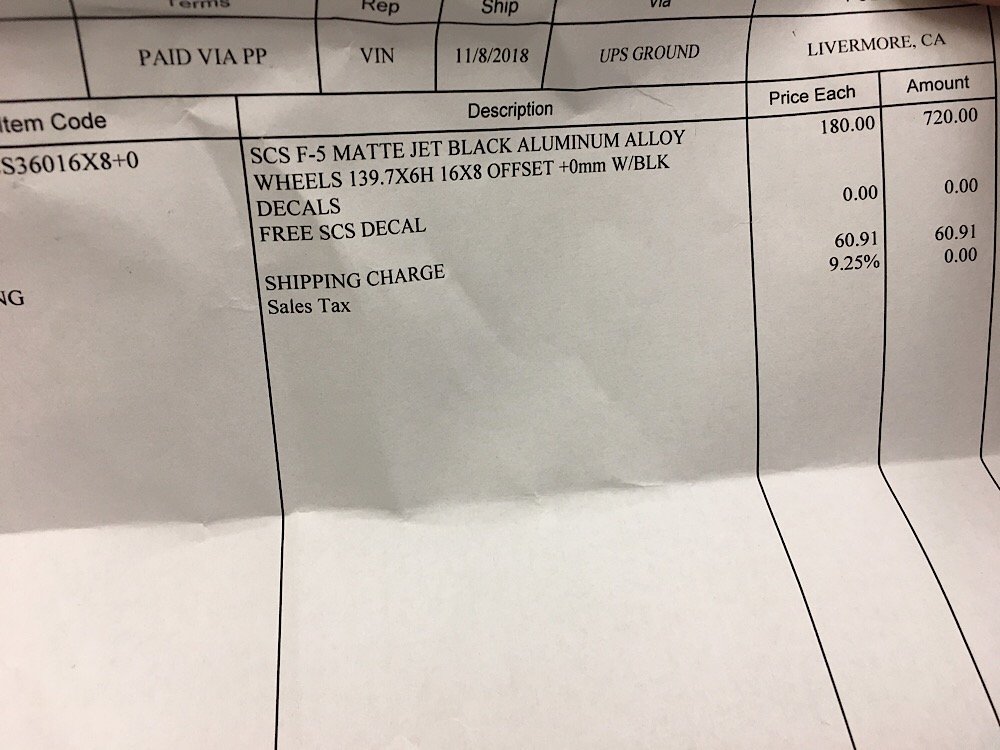 Terms Rep Ship Via
PAID VIA PP VIN 11/8/2018 UPS GROUND LIVERMORE, CA
Item Code Description Price Each Amount
S36016X8+0 SCS F-5 MATTE JET BLACK ALUMINUM ALLOY 180.00 720.00
WHEELS 139.7X6H 16X8 OFFSET +0mm W/BLK
DECALS
FREE SCS DECAL 0.00 0.00
NG SHIPPING CHARGE 60.91 60.91
Sales Tax 9.25% 0.00